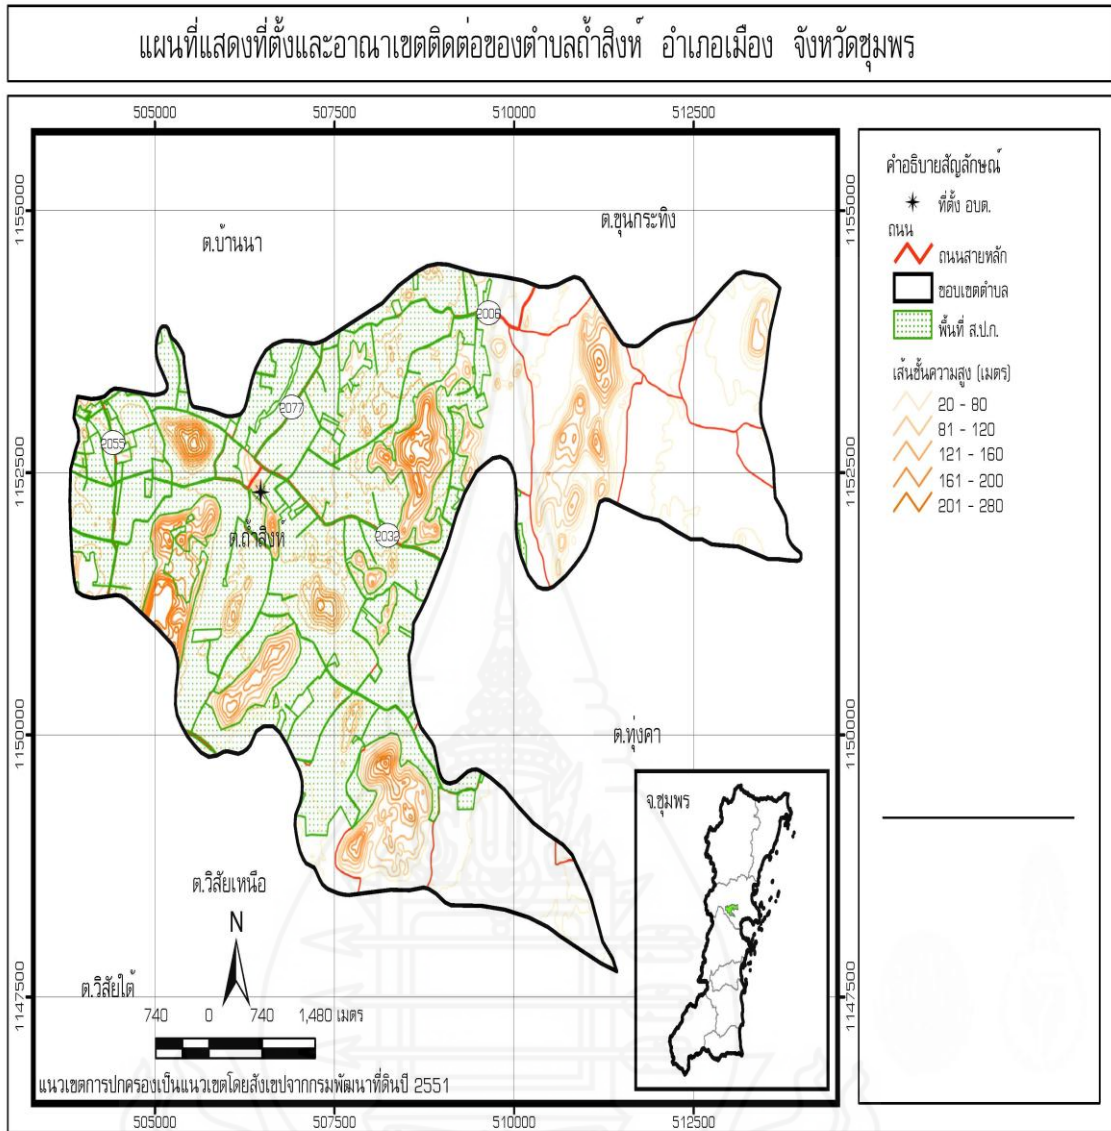 แผนที่แสดงที่ตั้งและอาณาเขตติดต่อของตำบลถ้ำสิงห์ อำเภอเมือง จังหวัดชุมพร
505000 507500 510000 512500
1155000 1155000
ต.บ้านนา
ต.ขุนกระทิง
2006
2077
2055
1152500 1152500
ต.ถ้ำสิงห์
2032
ต.ทุ่งคา
1150000 1150000
ต.วิสัยเหนือ
N
ต.วิสัยใต้
1147500 1147500
740 0 740 1,480 เมตร
แนวเขตการปกครองเป็นแนวเขตโดยสังเขปจากกรมพัฒนาที่ดินปี 2551
505000 507500 510000 512500
จ.ชุมพร
คำอธิบายสัญลักษณ์
ที่ตั้ง อบต.
ถนน
ถนนสายหลัก
ขอบเขตตำบล
พื้นที่ ส.ป.ก.
เส้นชั้นความสูง (เมตร)
20 - 80
81 - 120
121 - 160
161 - 200
201 - 280